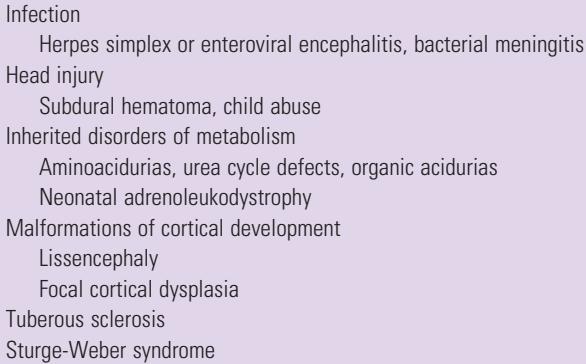 Infection
Herpes simplex or enteroviral encephalitis, bacterial meningitis
Head injury
Subdural hematoma, child abuse
Inherited disorders of metabolism
Aminoacidurias, urea cycle defects, organic acidurias
Neonatal adrenoleukodystrophy
Malformations of cortical development
Lissencephaly
Focal cortical dysplasia
Tuberous sclerosis
Sturge-Weber syndrome